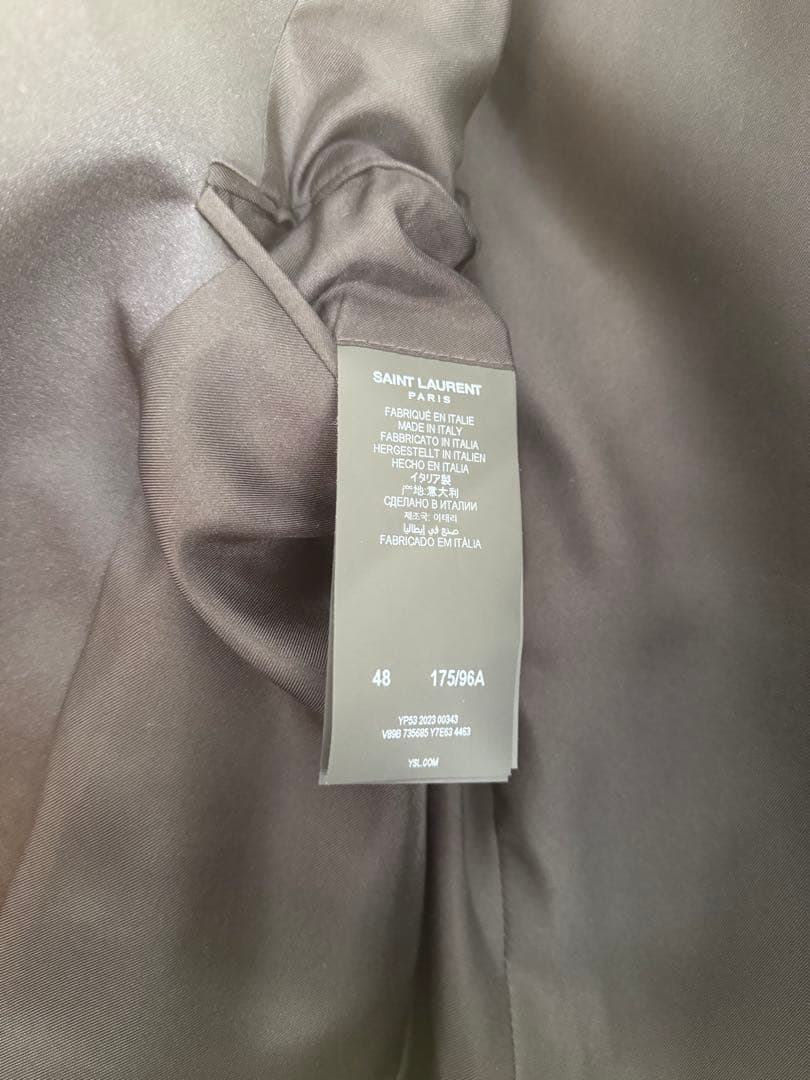 SAINT LAURENT
PARIS
FABRIQUÉ EN ITALIE
MADE IN ITALY
FABBRICATO IN ITALIA
HERGESTELLT IN ITALIEN
HECHO EN ITALIA
イタリア製
产地:意大利
СДЕЛАНО В ИТАЛИИ
제조국: 이태리
صنع في إيطاليا
FABRICADO EM ITÀLIA
48 175/96A
YP53 2023 00343
V89B 735685 Y7E63 4463
YSL.COM